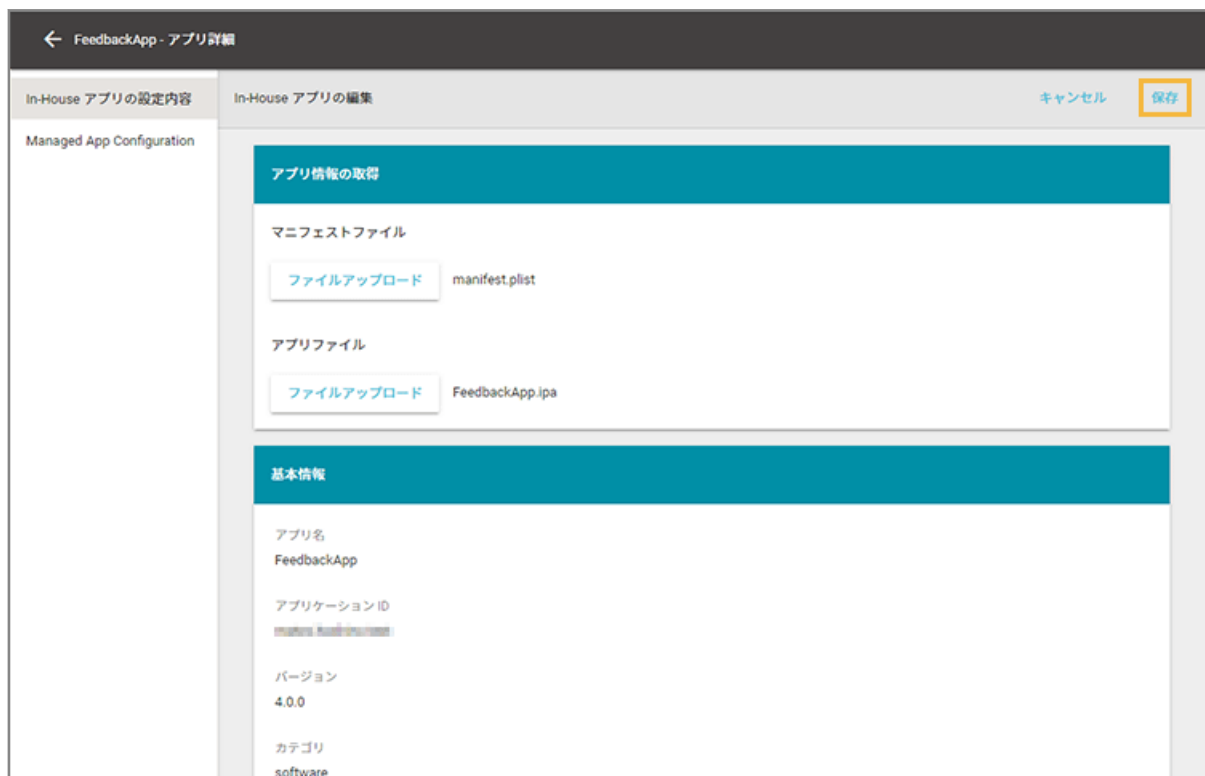 FeedbackApp - アプリ詳細
In-House アプリの設定内容
Managed App Configuration
In-House アプリの編集
キャンセル
保存
アプリ情報の取得
マニフェストファイル
ファイルアップロード
manifest.plist
アプリファイル
ファイルアップロード
FeedbackApp.ipa
基本情報
アプリ名
FeedbackApp
アプリケーション ID
バージョン
4.0.0
カテゴリ
software